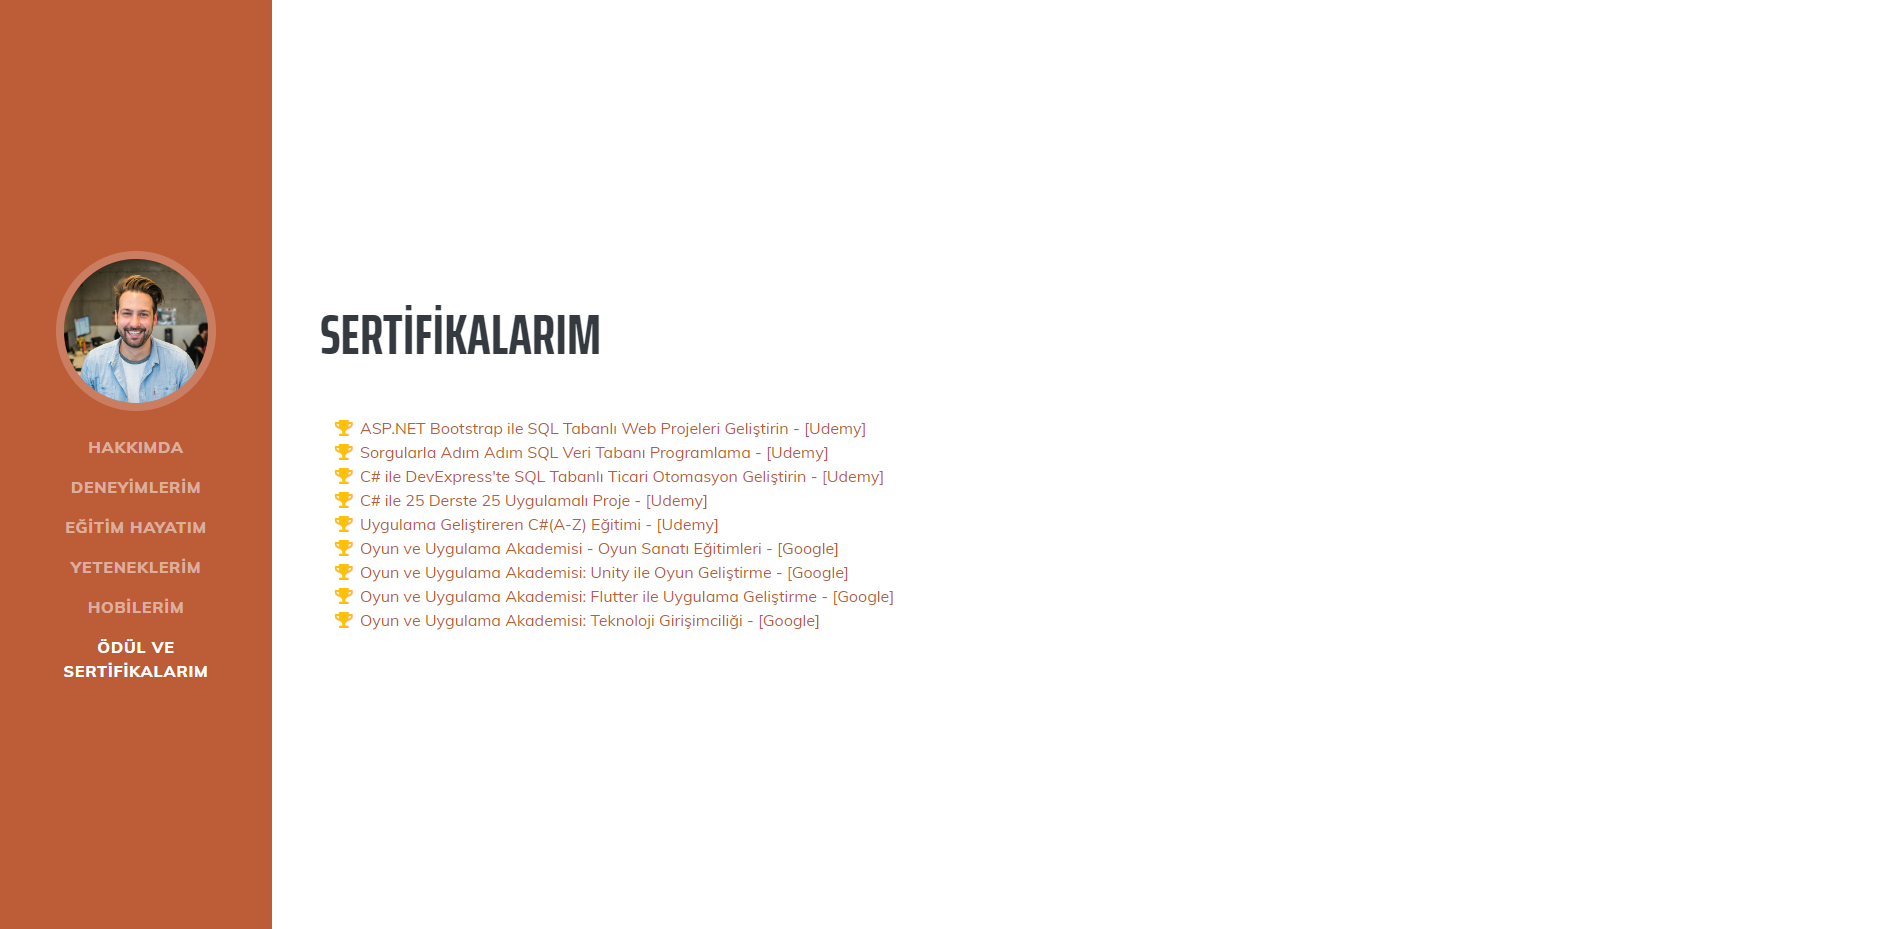 HAKKIMDA
DENEYİMLERİM
EĞİTİM HAYATIM
YETENEKLERİM
HOBİLERİM
ÖDÜL VE
SERTİFİKALARIM
SERTİFİKALARIM
ASP.NET Bootstrap ile SQL Tabanlı Web Projeleri Geliştirin - [Udemy]
Sorgularla Adım Adım SQL Veri Tabanı Programlama - [Udemy]
C# ile DevExpress'te SQL Tabanlı Ticari Otomasyon Geliştirin - [Udemy]
C# ile 25 Derste 25 Uygulamalı Proje - [Udemy]
Uygulama Geliştireren C#(A-Z) Eğitimi - [Udemy]
Oyun ve Uygulama Akademisi - Oyun Sanatı Eğitimleri - [Google]
Oyun ve Uygulama Akademisi: Unity ile Oyun Geliştirme - [Google]
Oyun ve Uygulama Akademisi: Flutter ile Uygulama Geliştirme - [Google]
Oyun ve Uygulama Akademisi: Teknoloji Girişimciliği - [Google]